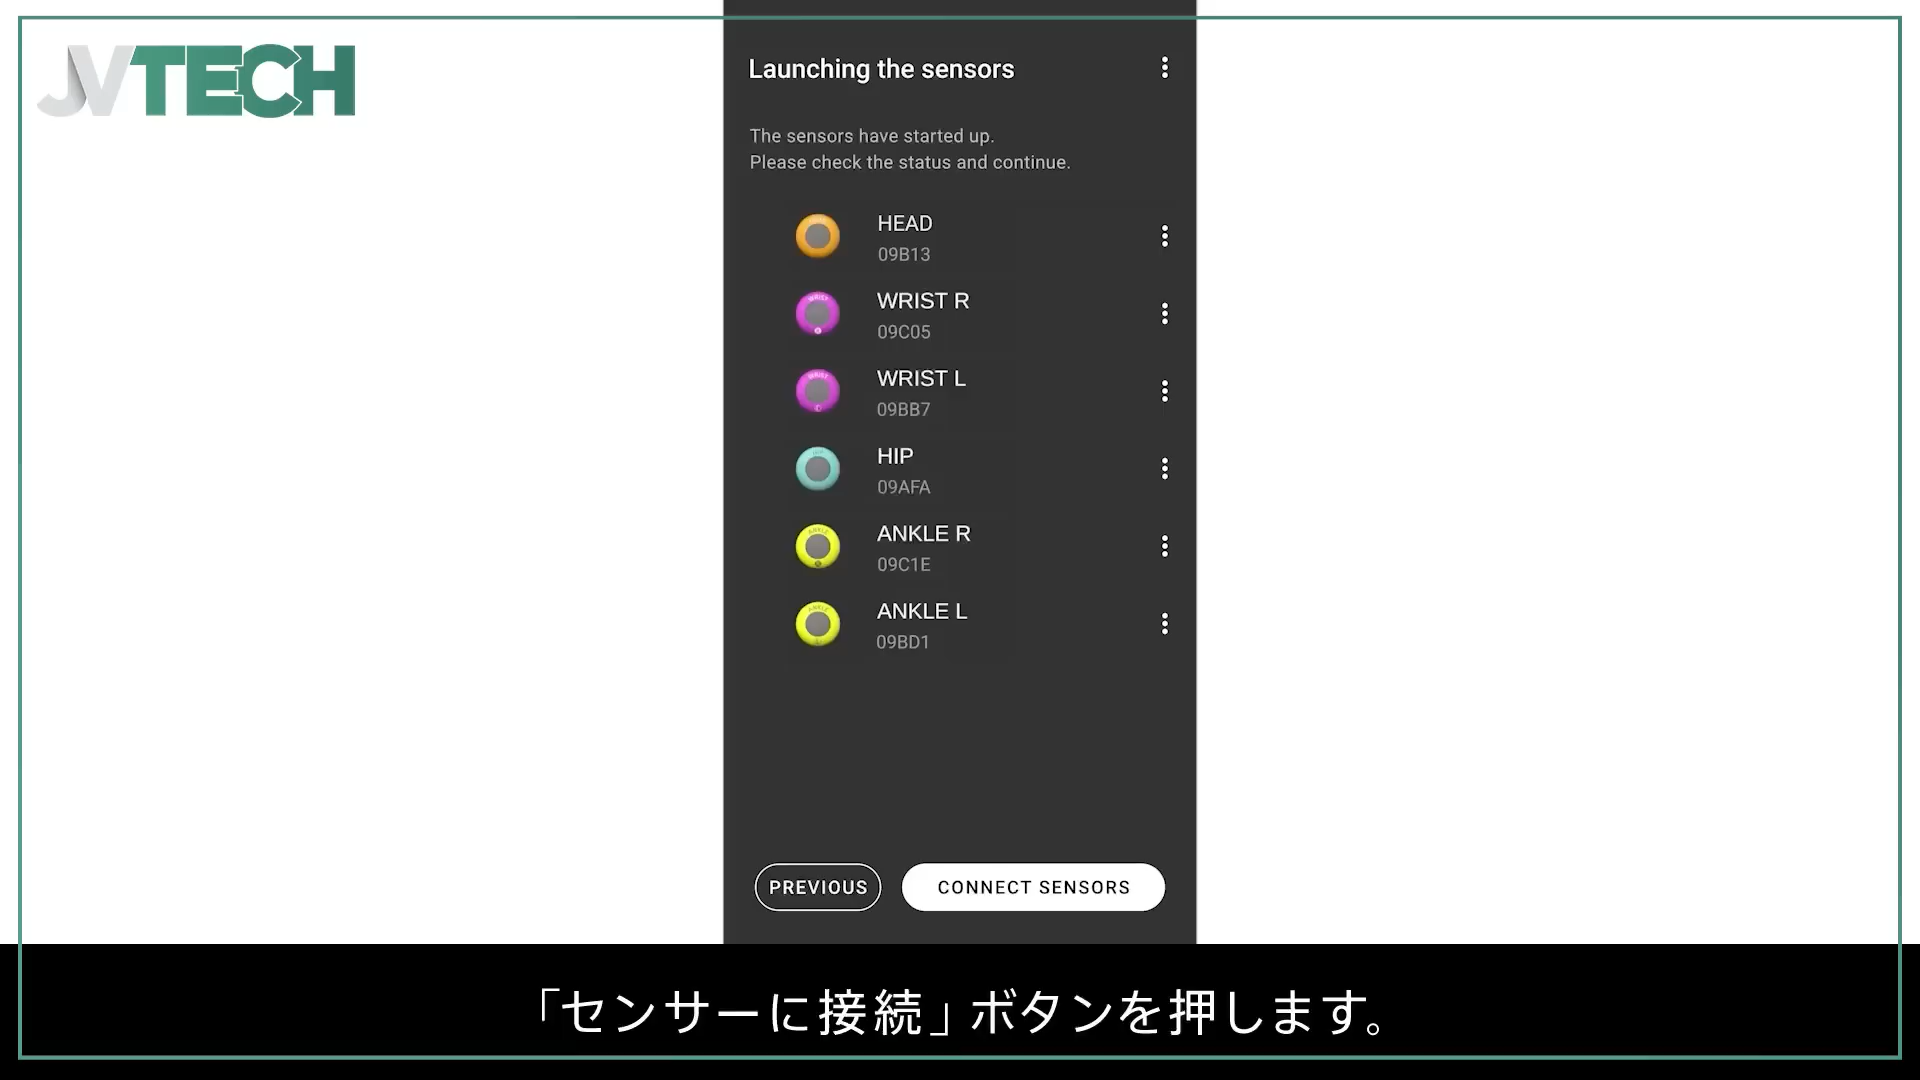 JVTECH
Launching the sensors
The sensors have started up.
Please check the status and continue.
HEAD
09B13
WRIST R
09C05
WRIST L
09BB7
HIP
09AFA
ANKLE R
09C1E
ANKLE L
09BD1
PREVIOUS
CONNECT SENSORS
「センサーに接続」ボタンを押します。